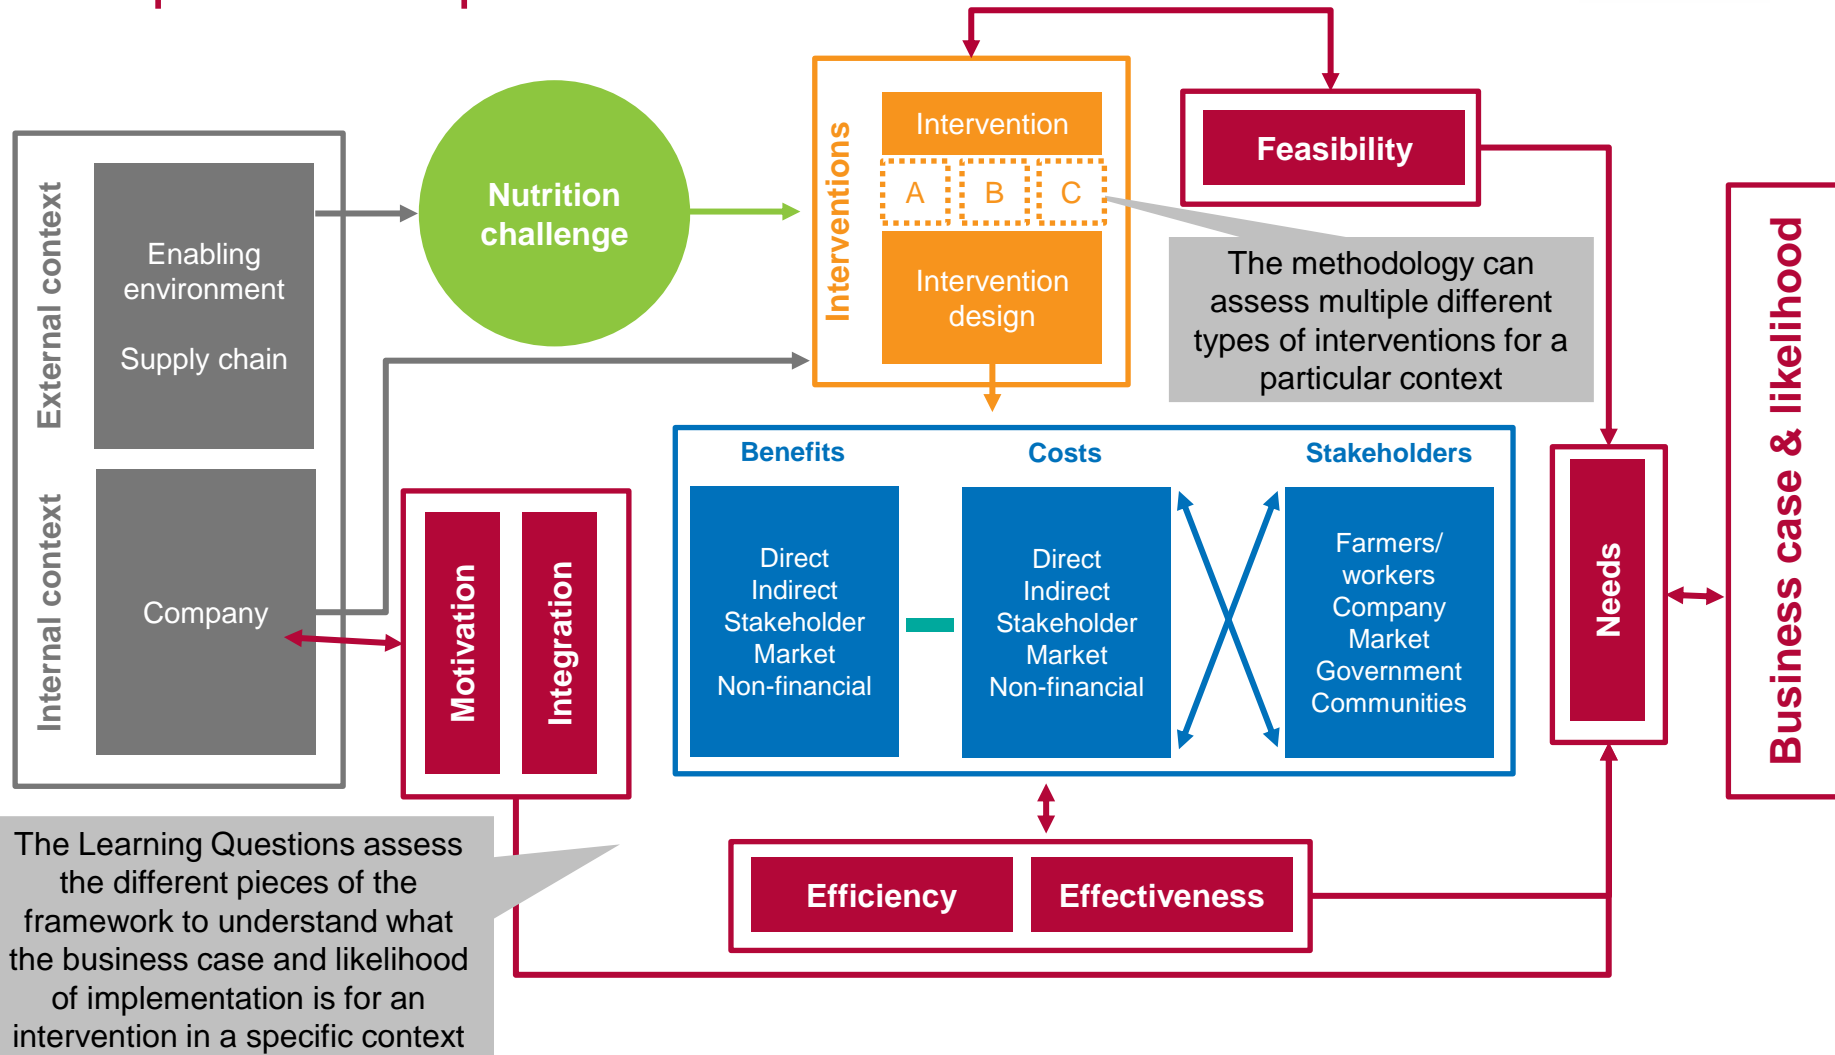 External context
Enabling
environment
Supply chain
Internal context
Company
Nutrition
challenge
Interventions
Intervention
A B C
Intervention
design
Feasibility
The methodology can
assess multiple different
types of interventions for a
particular context
Motivation
Integration
Benefits
Direct
Indirect
Stakeholder
Market
Non-financial
Costs
Direct
Indirect
Stakeholder
Market
Non-financial
Stakeholders
Farmers/
workers
Company
Market
Government
Communities
Needs
Business case & likelihood
Efficiency
Effectiveness
The Learning Questions assess
the different pieces of the
framework to understand what
the business case and likelihood
of implementation is for an
intervention in a specific context